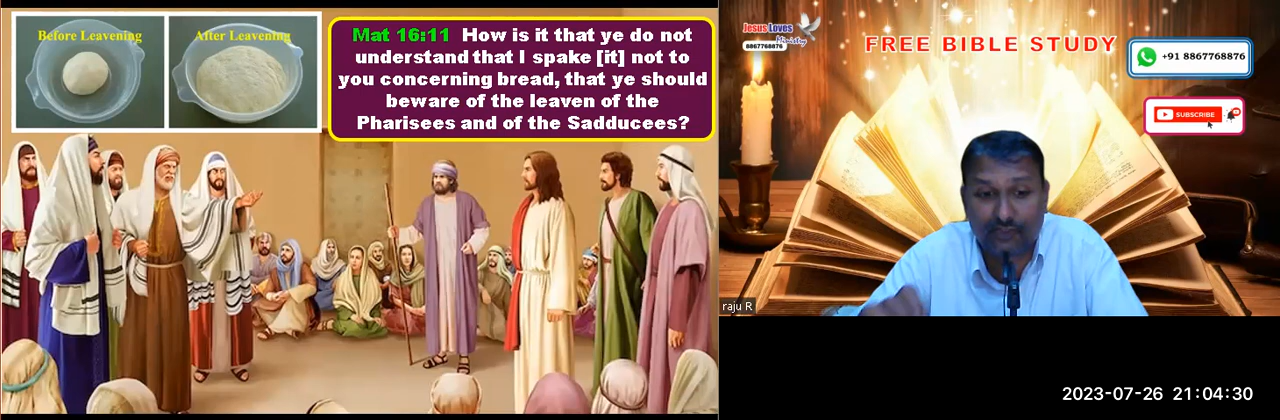 Before Leavening
After Leavening
Mat 16:11 How is it that ye do not
understand that I spake [it] not to
you concerning bread, that ye should
beware of the leaven of the
Pharisees and of the Sadducees?
Jesus Loves
Ministry
8867768876
FREE BIBLE STUDY
+91 8867768876
SUBSCRIBE
raju R
2023-07-26 21:04:30